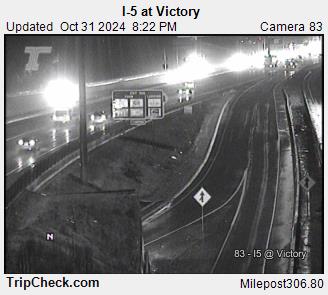 I-5 at Victory
Updated Oct 31 2024 8:22 PM Camera 83
T
N
83 - I5 @ Victory
TripCheck.com Milepost306.80